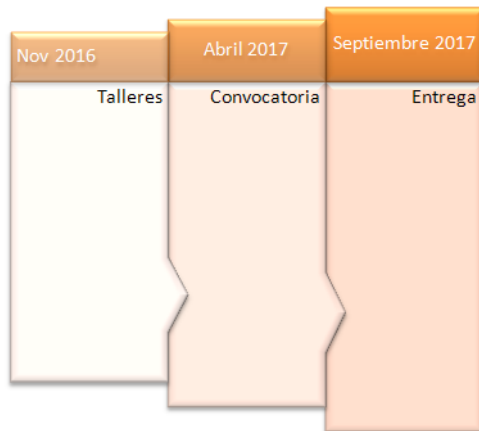 Nov 2016
Abril 2017
Septiembre 2017
Talleres
Convocatoria
Entrega